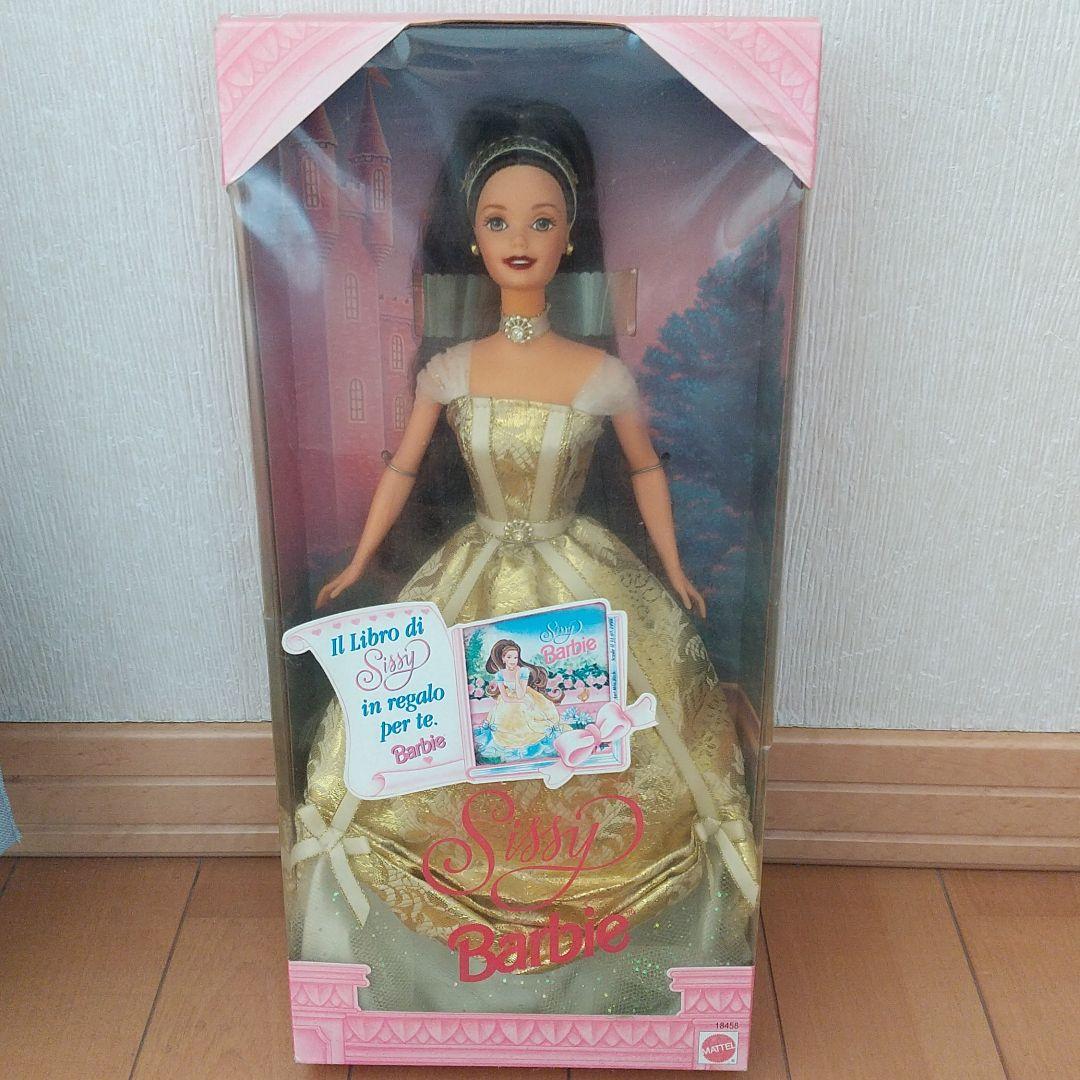 Il Libro di
Sissy
in regalo
per te.
Barbie
Sissy
Barbie
Sissy
Barbie
18458
MATTEL